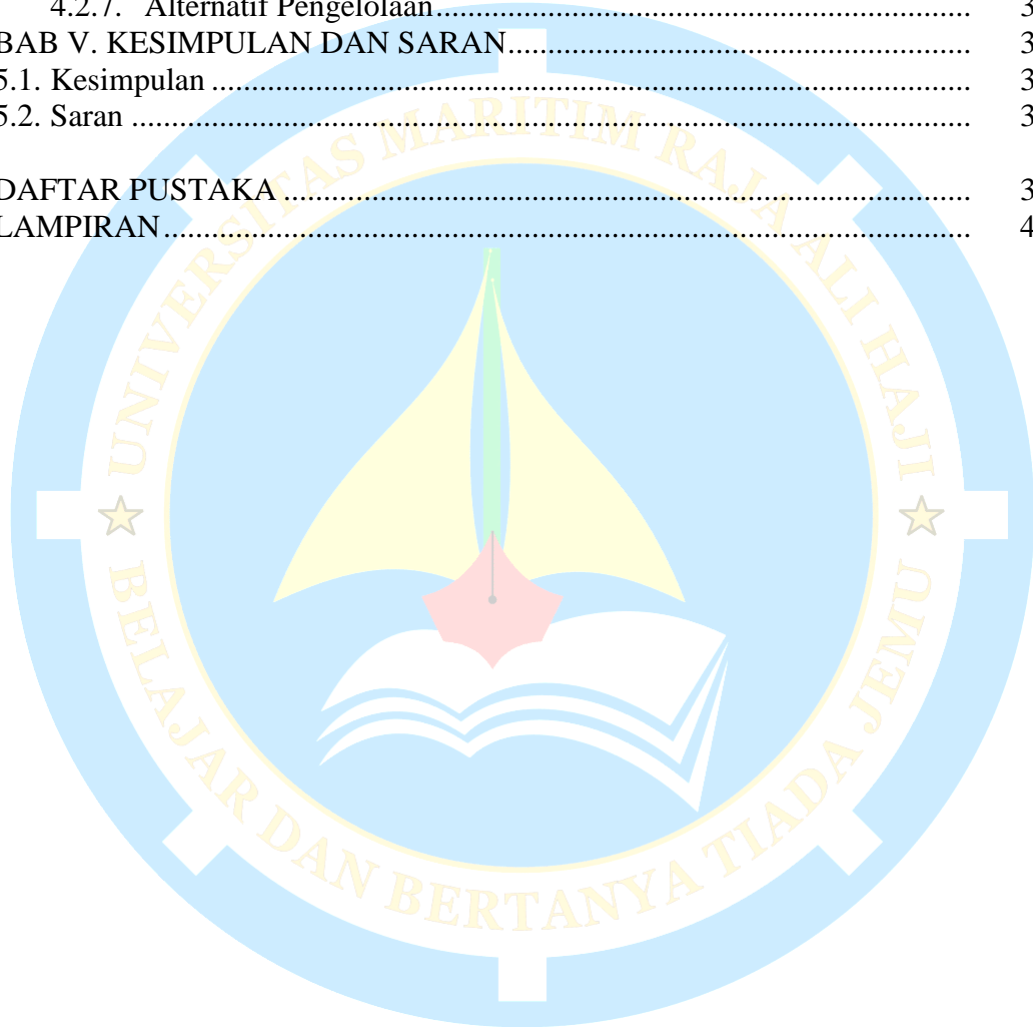 4.2.7. Alternatif Pengelolaan........................................................................ 3
BAB V. KESIMPULAN DAN SARAN............................................................. 3
5.1. Kesimpulan .................................................................................................... 3
5.2. Saran .............................................................................................................. 3
DAFTAR PUSTAKA .......................................................................................... 3
LAMPIRAN.......................................................................................................... 4
UNIVERSITAS MARITIM RAJA ALI HAJI
BELAJAR DAN BERTANYA TIADA JEMU